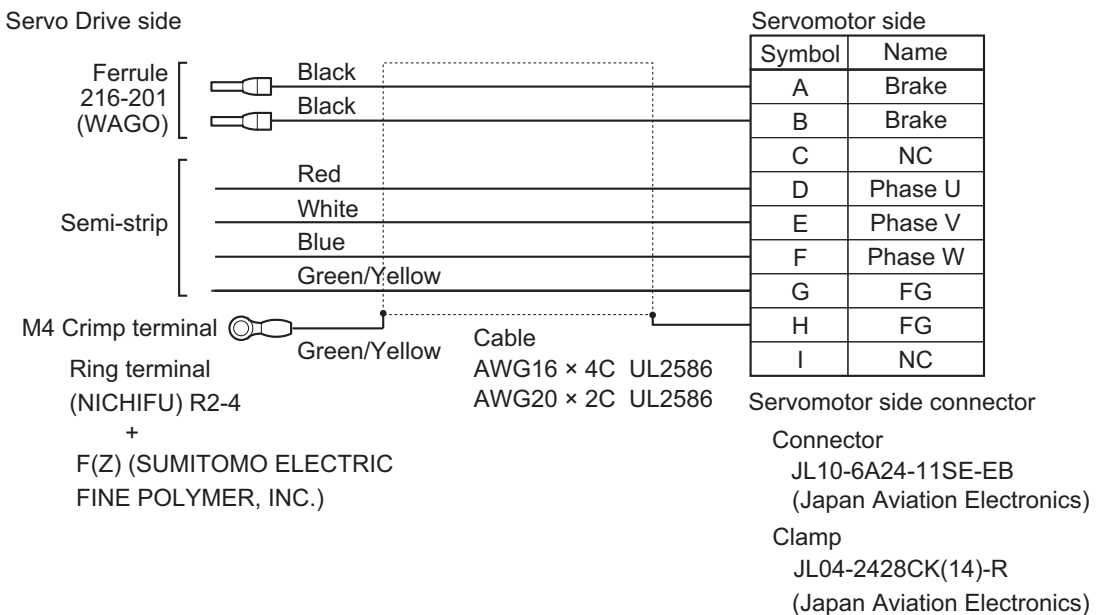 Servo Drive side
Servomotor side
Symbol Name
Ferrule
216-201
(WAGO)
Black
A Brake
Black
B Brake
C NC
Semi-strip
Red
D Phase U
White
E Phase V
Blue
F Phase W
Green/Yellow
G FG
M4 Crimp terminal
Green/Yellow
H FG
I NC
Ring terminal
(NICHIFU) R2-4
+
F(Z) (SUMITOMO ELECTRIC
FINE POLYMER, INC.)
Cable
AWG16 × 4C UL2586
AWG20 × 2C UL2586
Servomotor side connector
Connector
JL10-6A24-11SE-EB
(Japan Aviation Electronics)
Clamp
JL04-2428CK(14)-R
(Japan Aviation Electronics)